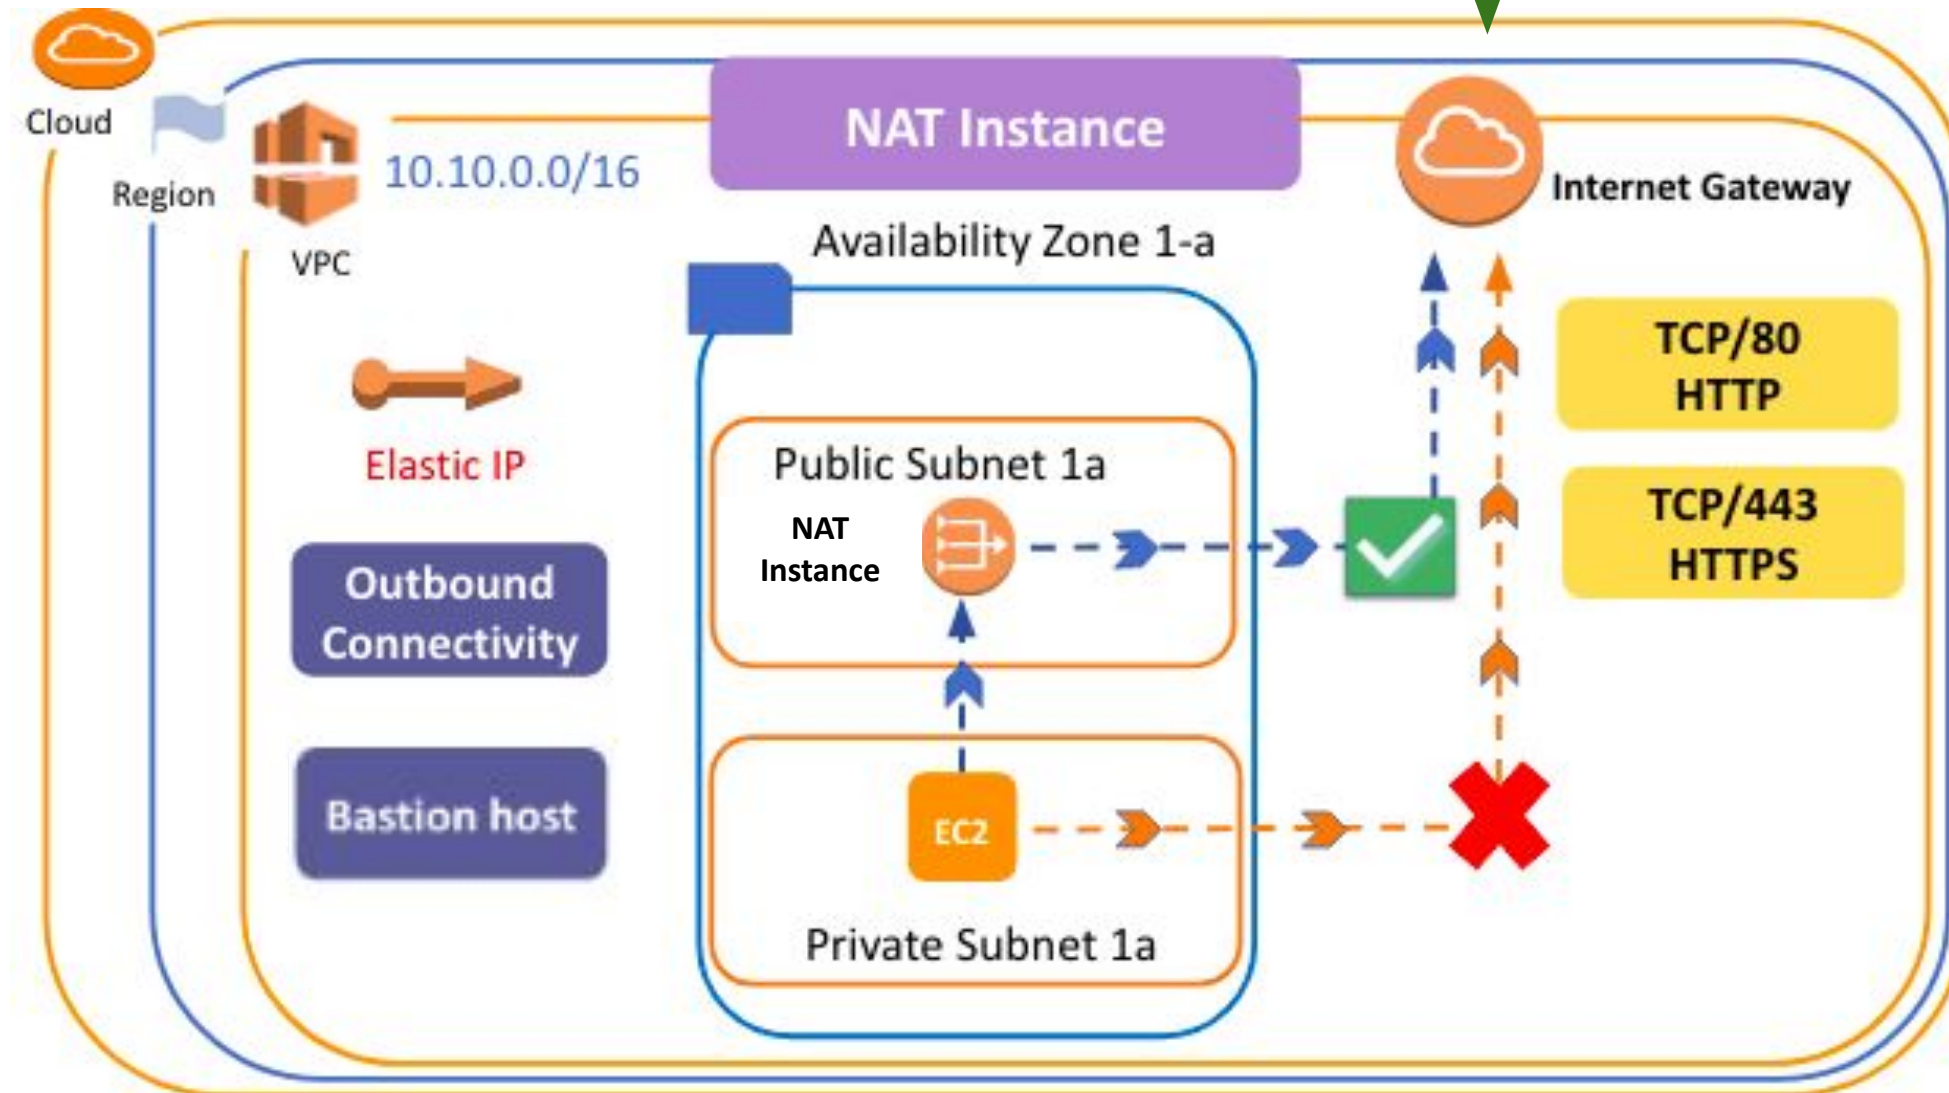 Cloud
Region
VPC
10.10.0.0/16
NAT Instance
Internet Gateway
Availability Zone 1-a
Elastic IP
Outbound
Connectivity
Bastion host
Public Subnet 1a
NAT
Instance
EC2
Private Subnet 1a
TCP/80
HTTP
TCP/443
HTTPS